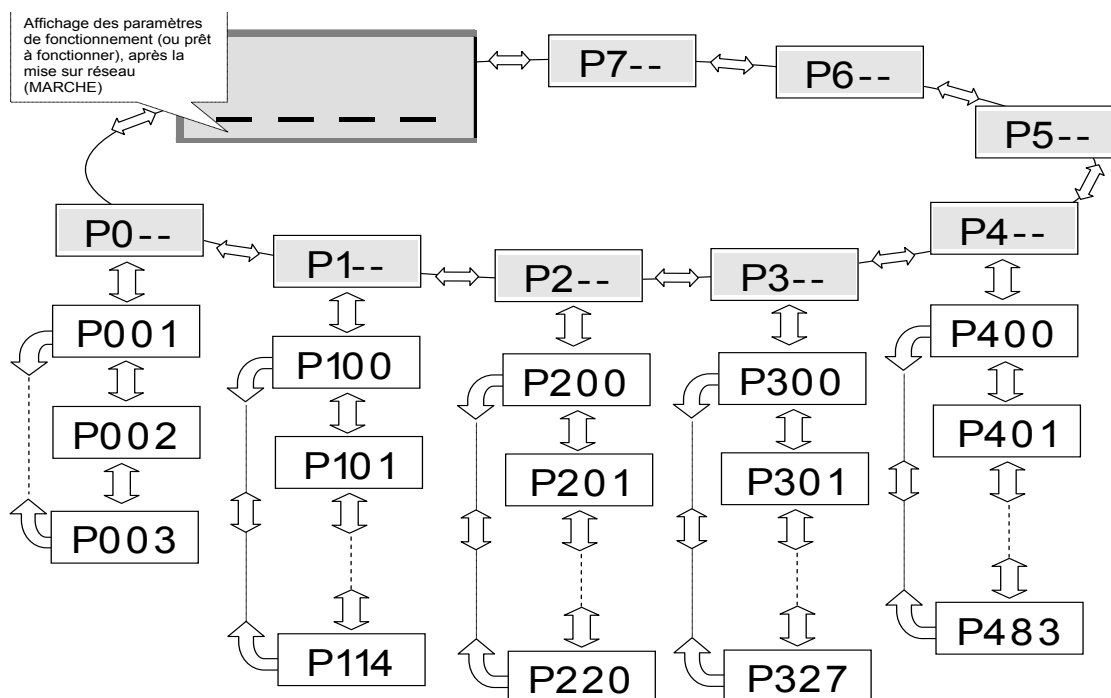 Affichage des paramètres
de fonctionnement (ou prêt
à fonctionner), après la
mise sur réseau
(MARCHE)
_ _ _ _
P7--
P6--
P5--
P0--
P1--
P2--
P3--
P4--
P001
P002
P003
P100
P101
P114
P200
P201
P220
P300
P301
P327
P400
P401
P483